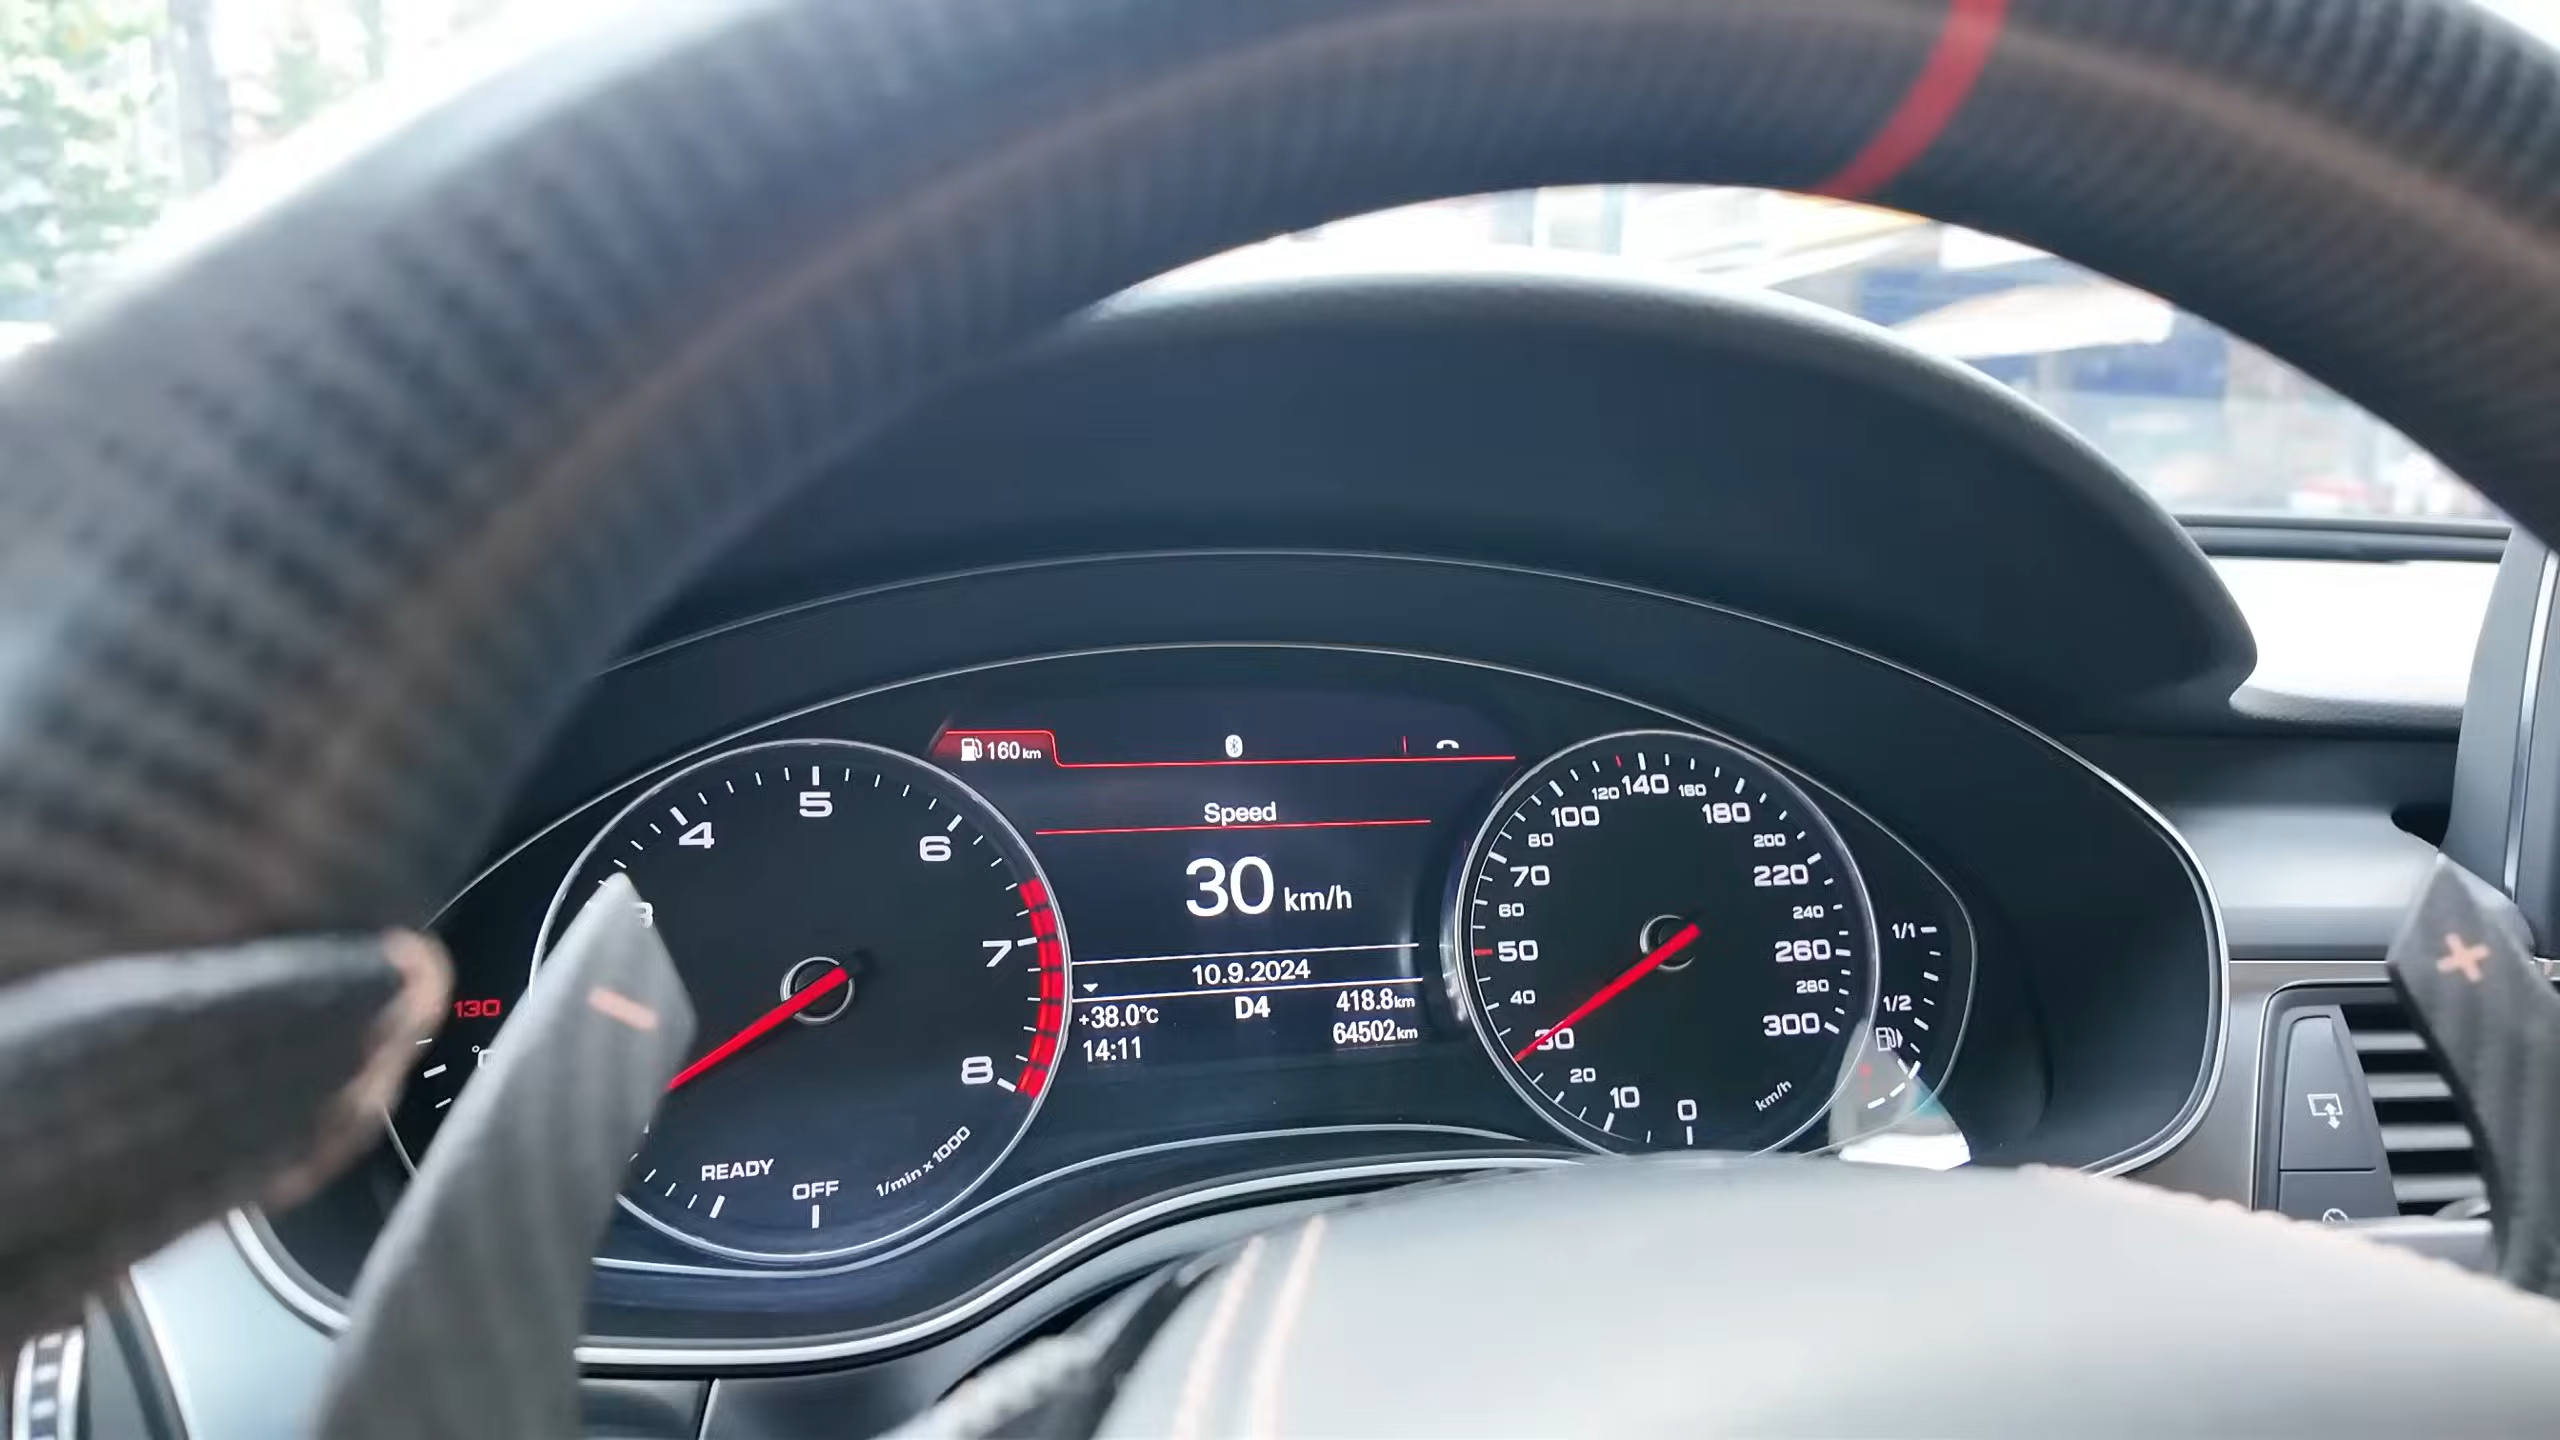 160 km
Speed
30 km/h
10.9.2024
+38.0°C
D4
418.8 km
14:11
64502 km
4
5
6
7
8
READY
OFF
1/min x 1000
130
0
10
20
30
40
50
60
70
80
100
120
140
160
180
200
220
240
260
280
300
km/h
1/1
1/2